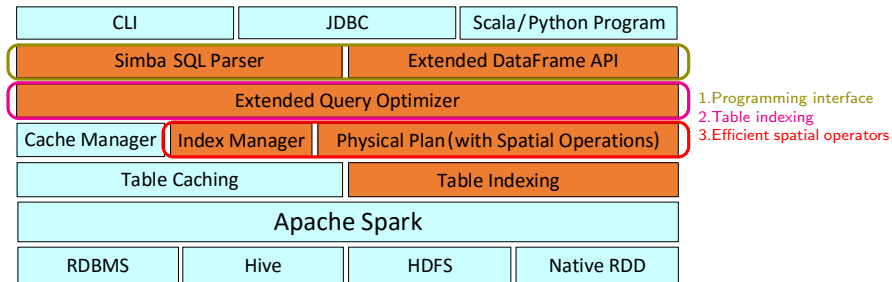 CLI
JDBC
Scala/Python Program
Simba SQL Parser
Extended DataFrame API
Extended Query Optimizer
1.Programming interface
2.Table indexing
3.Efficient spatial operators
Cache Manager
Index Manager
Physical Plan (with Spatial Operations)
Table Caching
Table Indexing
Apache Spark
RDBMS
Hive
HDFS
Native RDD